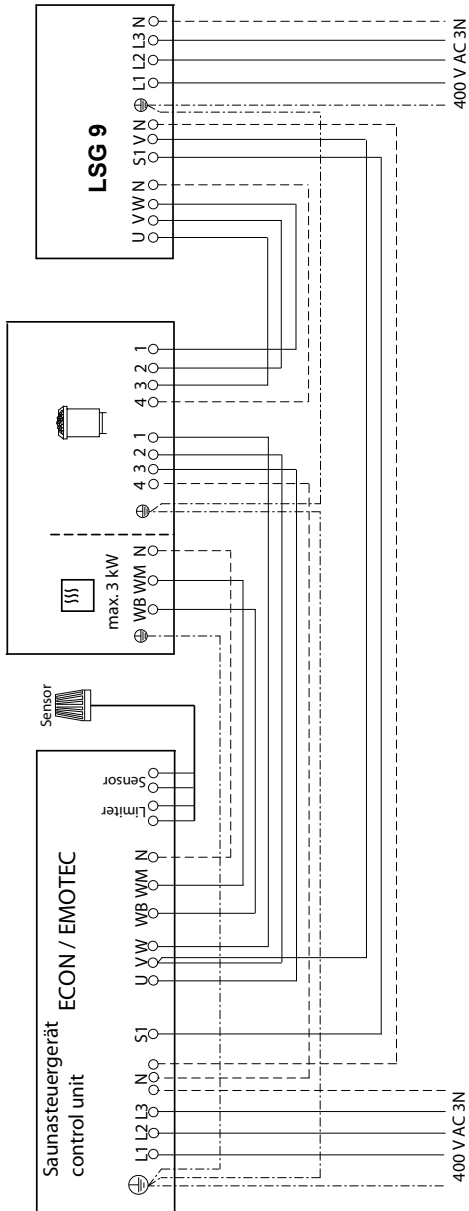 Saunasteuergerät
control unit
ECON / EMOTEC
L1 L2 L3 N S1 U V W WB WM N
Limiter
Sensor
Sensor
max. 3 kW
WB WM N
4 3 2 1
4 3 2 1
LSG 9
U V W N S1 V N L1 L2 L3 N
400 V AC 3N
400 V AC 3N